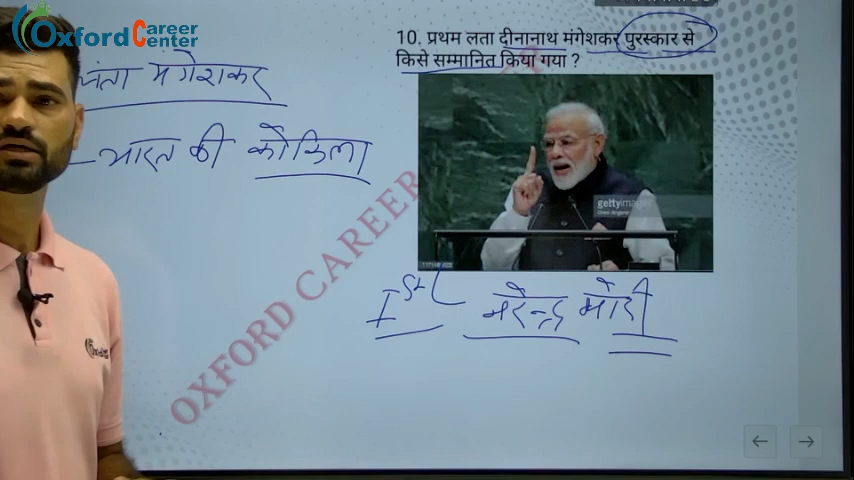 Oxford Career Center
10. प्रथम लता दीनानाथ मंगेशकर पुरस्कार से
किसे सम्मानित किया गया ?
मंगेशकर
- भारत की कोकिला
gettyimages
OXFORD CAREER
Ist नरेन्द्र मोदी